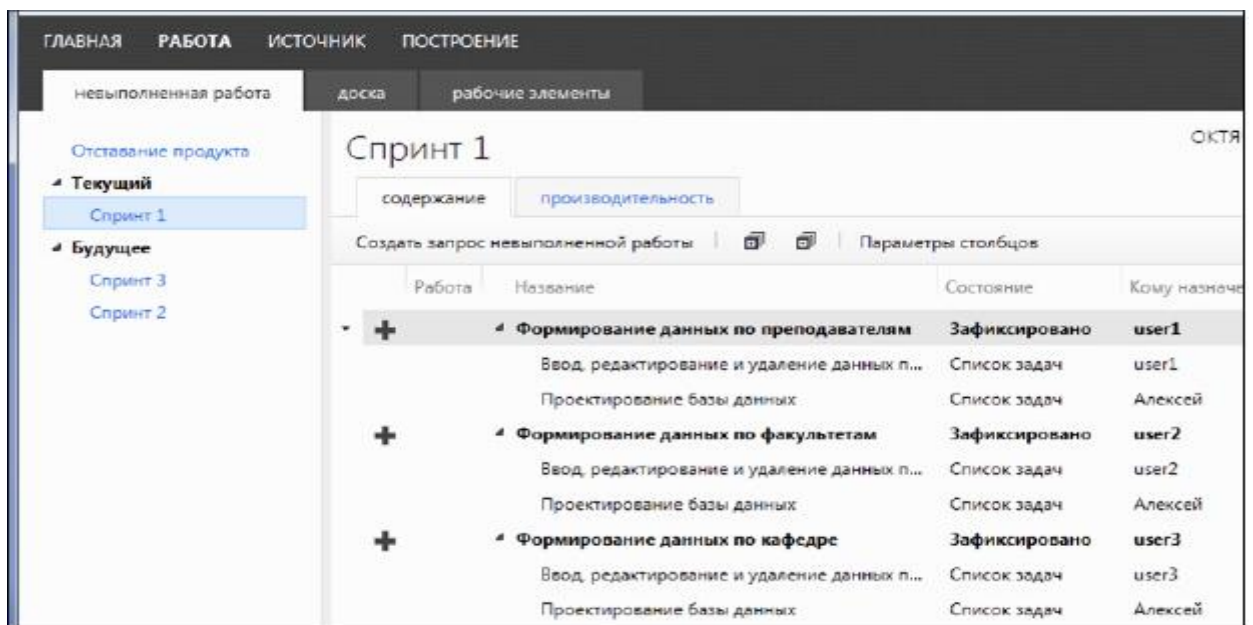 ГЛАВНАЯ РАБОТА ИСТОЧНИК ПОСТРОЕНИЕ
невыполненная работа доска рабочие элементы
Отставание продукта
Текущий
Спринт 1
Будущее
Спринт 3
Спринт 2
Спринт 1 ОКТЯ
содержание производительность
Создать запрос невыполненной работы Параметры столбцов
Работа Название Состояние Кому назначе
Формирование данных по преподавателям Зафиксировано user1
Ввод, редактирование и удаление данных п... Список задач user1
Проектирование базы данных Список задач Алексей
Формирование данных по факультетам Зафиксировано user2
Ввод, редактирование и удаление данных п... Список задач user2
Проектирование базы данных Список задач Алексей
Формирование данных по кафедре Зафиксировано user3
Ввод, редактирование и удаление данных п... Список задач user3
Проектирование базы данных Список задач Алексей